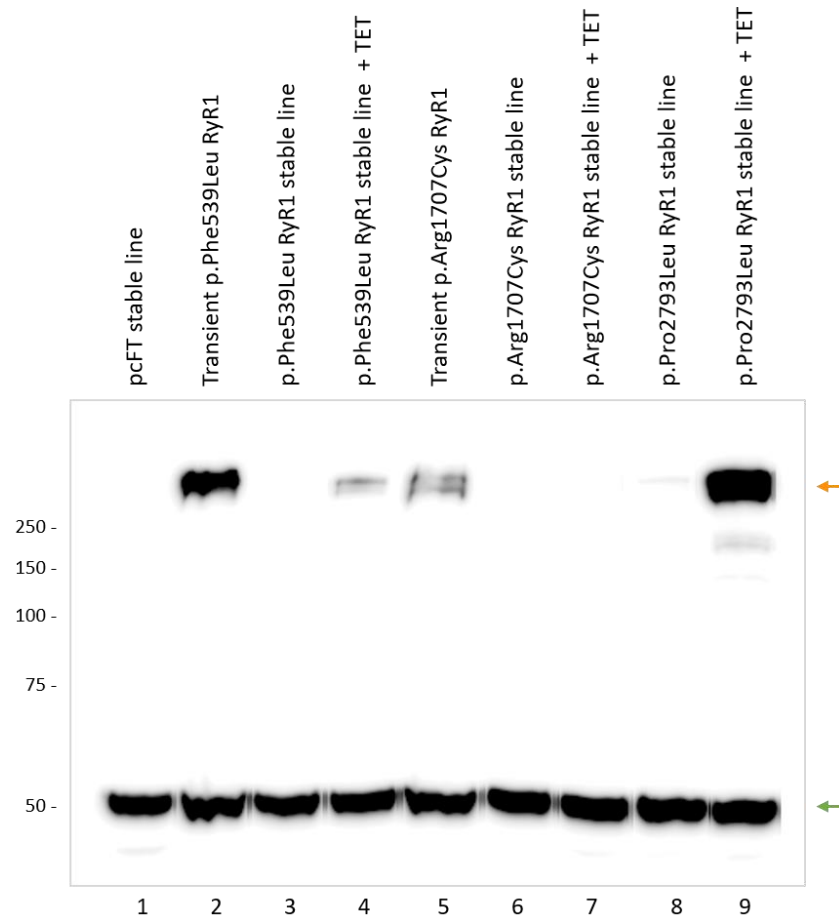 pcFT stable line
Transient p.Phe539Leu RyR1
p.Phe539Leu RyR1 stable line
p.Phe539Leu RyR1 stable line + TET
Transient p.Arg1707Cys RyR1
p.Arg1707Cys RyR1 stable line
p.Arg1707Cys RyR1 stable line + TET
p.Pro2793Leu RyR1 stable line
p.Pro2793Leu RyR1 stable line + TET
250 -
150 -
100 -
75 -
50 -
1 2 3 4 5 6 7 8 9